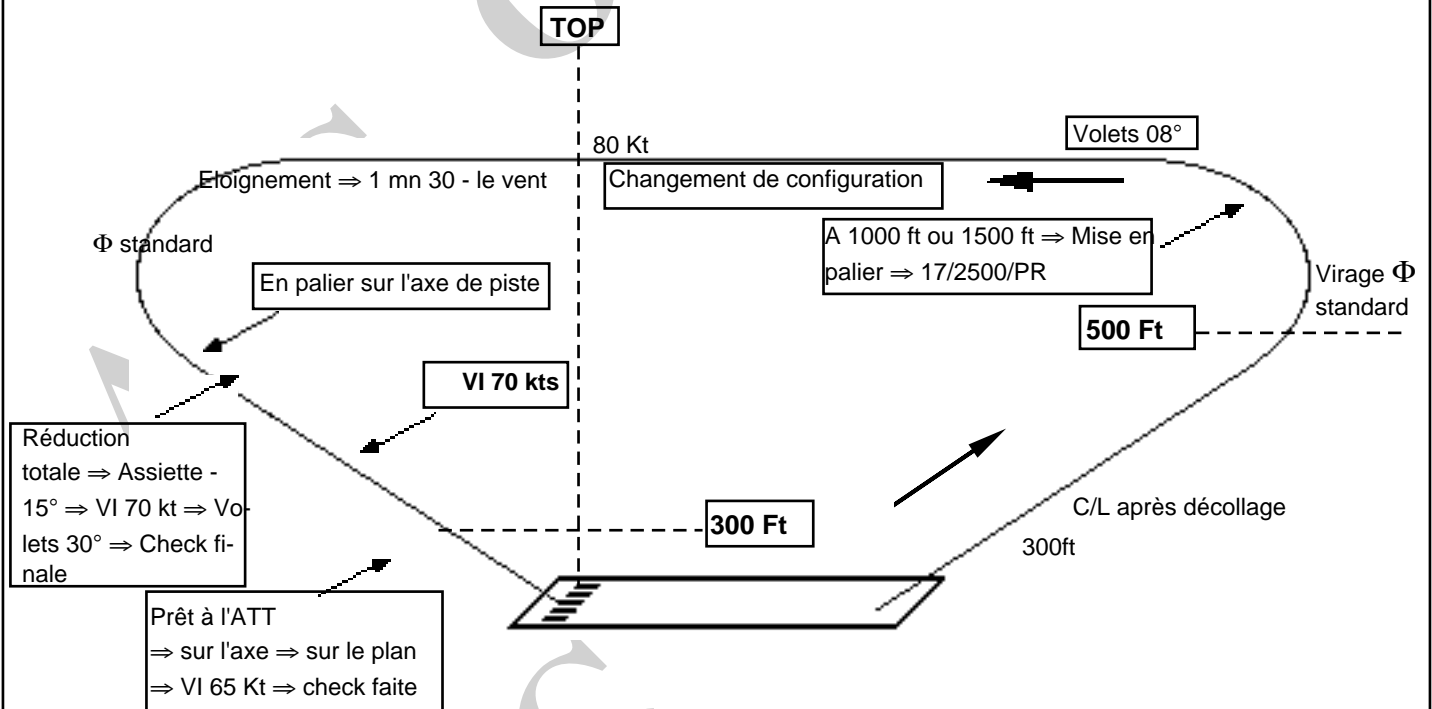 TOP
80 Kt
Volets 08°
Eloignement ⇒ 1 mn 30 - le vent
Changement de configuration
Φ standard
A 1000 ft ou 1500 ft ⇒ Mise en
palier ⇒ 17/2500/PR
Virage Φ
standard
En palier sur l'axe de piste
500 Ft
VI 70 kts
Réduction
totale ⇒ Assiette -
15° ⇒ VI 70 kt ⇒ Vo-
lets 30° ⇒ Check fi-
nale
300 Ft
C/L après décollage
300ft
Prêt à l'ATT
⇒ sur l'axe ⇒ sur le plan
⇒ VI 65 Kt ⇒ check faite